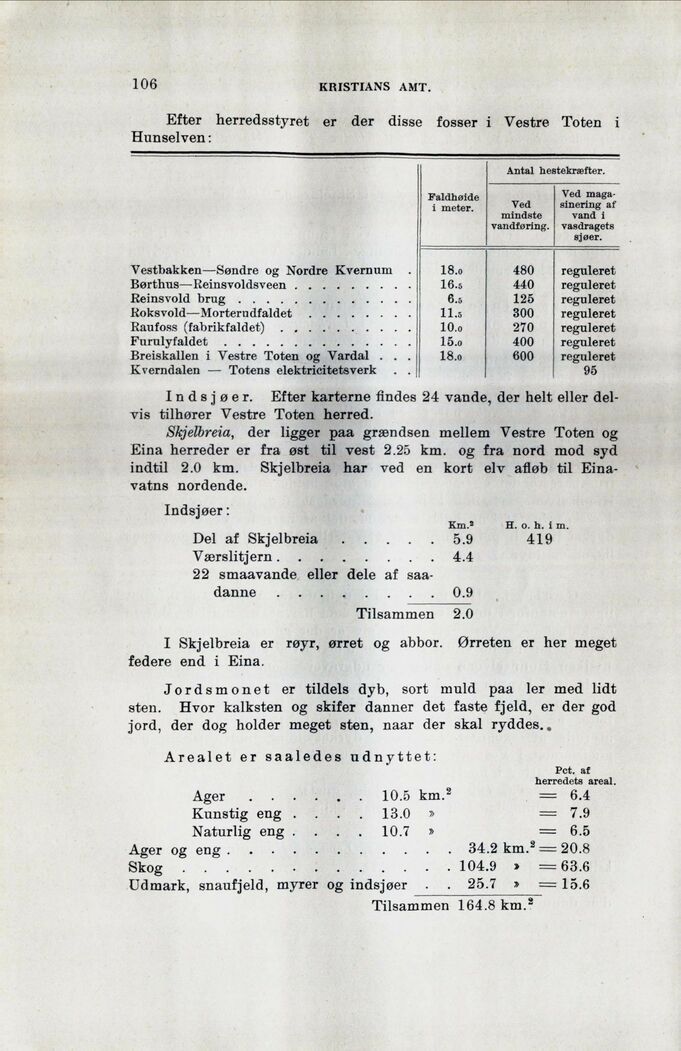 106
KRISTIANS AMT.
Efter herredsstyret er der disse fosser i Vestre Toten i
Hunselven:
Faldhøide i meter.
Antal hestekræfter.
Ved mindste vandføring.
Ved magasinering af vand i vasdragets sjøer.
Vestbakken—Søndre og Nordre Kvernum . 18.0 480 reguleret
Børthus—Reinsvoldsveen . . . . . . . . . 16.5 440 reguleret
Reinsvold brug . . . . . . . . . . . . . 6.5 125 reguleret
Roksvold—Morterudfaldet . . . . . . . . 11.5 300 reguleret
Raufoss (fabrikfaldet) . . . . . . . . . 10.0 270 reguleret
Furulyfaldet . . . . . . . . . . . . . . 15.0 400 reguleret
Breiskallen i Vestre Toten og Vardal . . . 18.0 600 reguleret
Kverndalen — Totens elektricitetsverk . . 95
Indsjøer. Efter karterne findes 24 vande, der helt eller del-
vis tilhører Vestre Toten herred.
Skjelbreia, der ligger paa grændsen mellem Vestre Toten og
Eina herreder er fra øst til vest 2.25 km. og fra nord mod syd
indtil 2.0 km. Skjelbreia har ved en kort elv afløb til Eina-
vatns nordende.
Indsjøer:
Km.² H. o. h. i m.
Del af Skjelbreia . . . . . 5.9 419
Værslitjern . . . . . . . . 4.4
22 smaavande eller dele af saa-
danne . . . . . . . . 0.9
Tilsammen 2.0
I Skjelbreia er røyr, ørret og abbor. Ørreten er her meget
federe end i Eina.
Jordsmonet er tildels dyb, sort muld paa ler med lidt
sten. Hvor kalksten og skifer danner det faste fjeld, er der god
jord, der dog holder meget sten, naar der skal ryddes.
Arealet er saaledes udnyttet:
Pct. af
herredets areal.
Ager . . . . . . 10.5 km.² = 6.4
Kunstig eng . . . . 13.0 » = 7.9
Naturlig eng . . . . 10.7 » = 6.5
Ager og eng . . . . . . . . . . . 34.2 km.² = 20.8
Skog . . . . . . . . . . . . . 104.9 » = 63.6
Udmark, snaufjeld, myrer og indsjøer . . 25.7 » = 15.6
Tilsammen 164.8 km.²